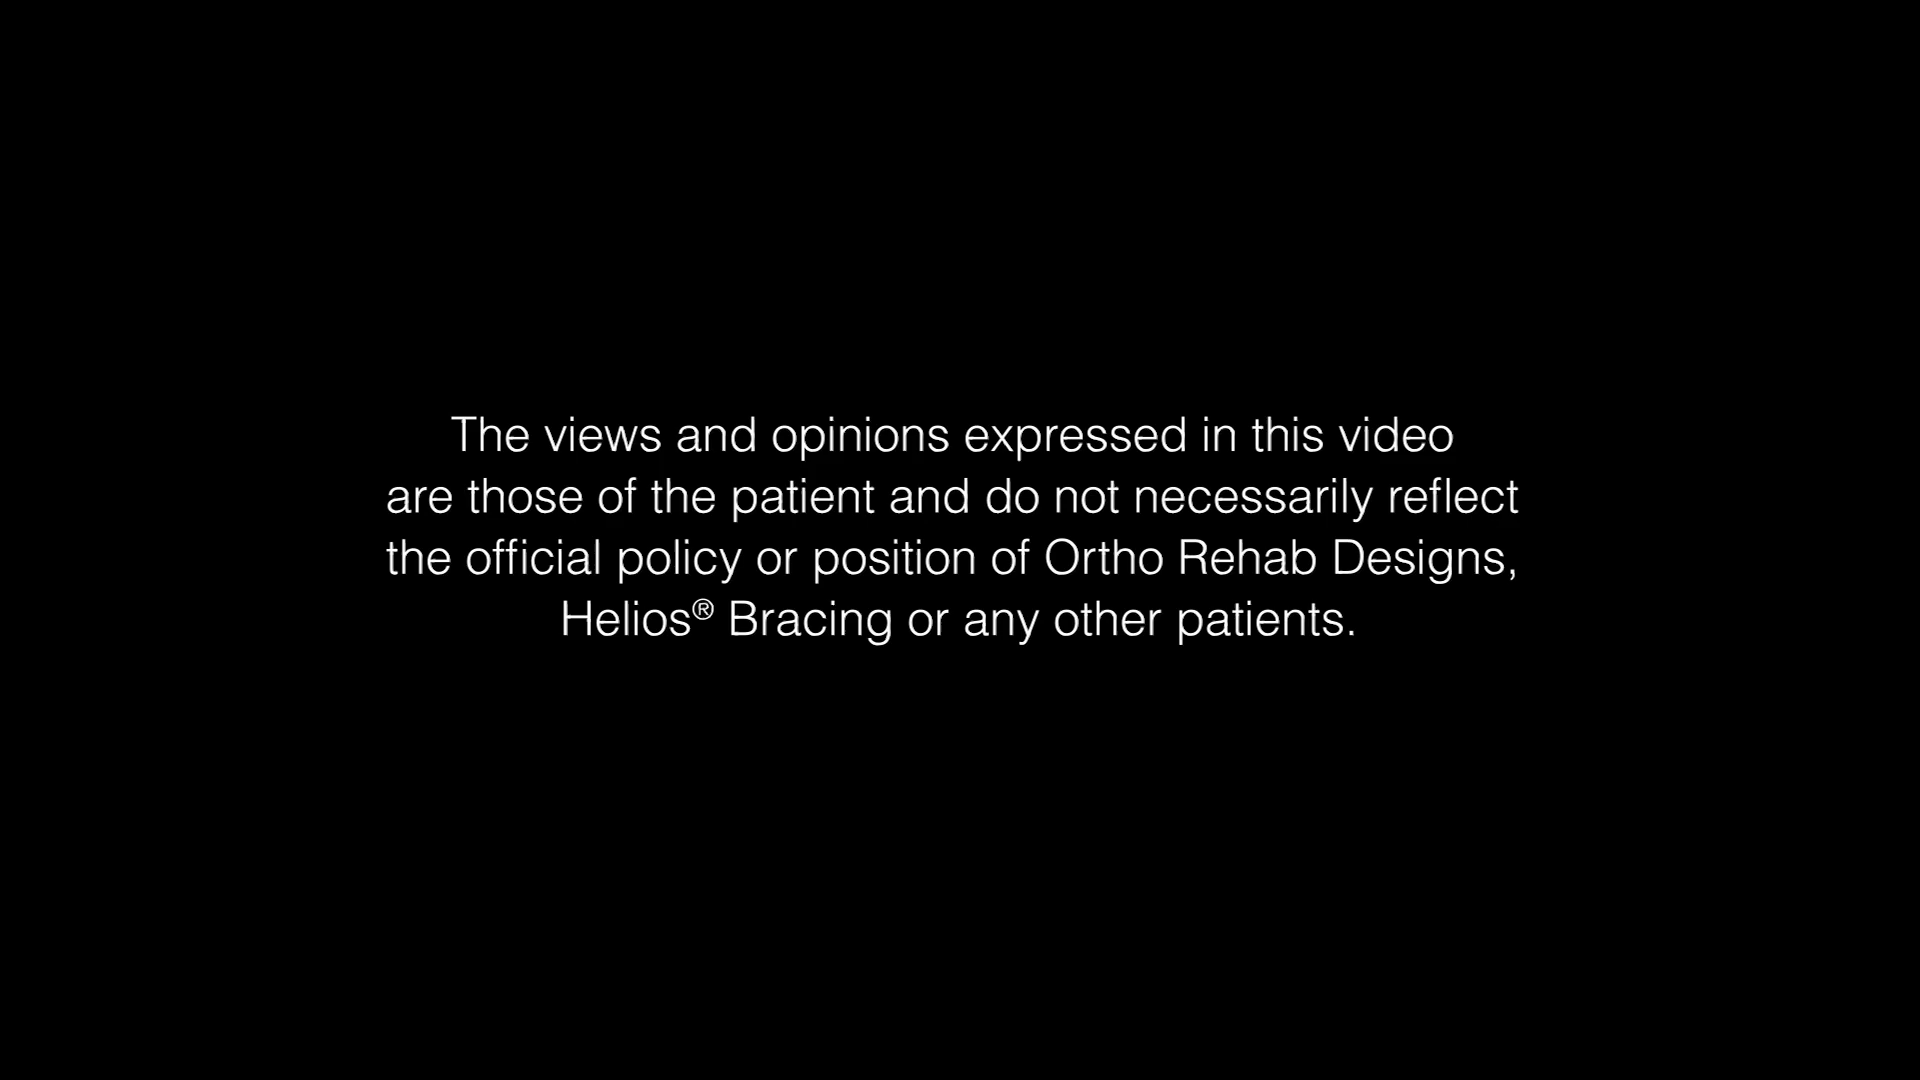 The views and opinions expressed in this video
are those of the patient and do not necessarily reflect
the official policy or position of Ortho Rehab Designs,
Helios® Bracing or any other patients.